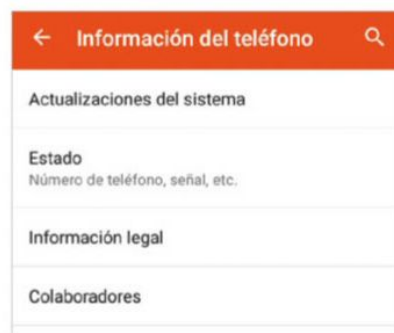 Información del teléfono
Actualizaciones del sistema
Estado
Número de teléfono, señal, etc.
Información legal
Colaboradores